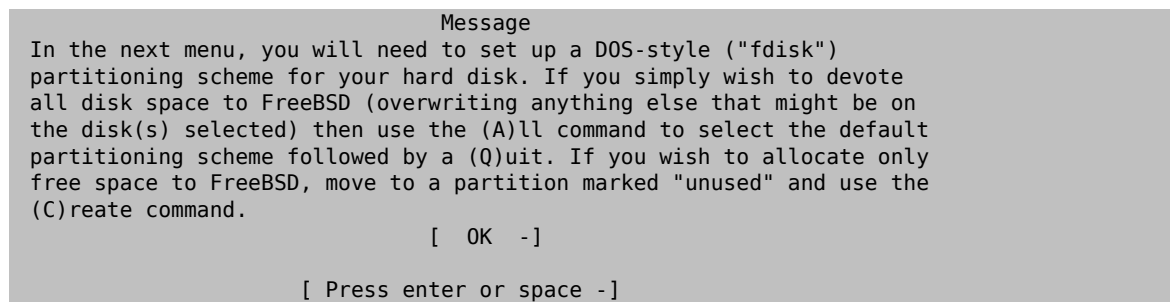 Message
In the next menu, you will need to set up a DOS-style ("fdisk")
partitioning scheme for your hard disk. If you simply wish to devote
all disk space to FreeBSD (overwriting anything else that might be on
the disk(s) selected) then use the (A)ll command to select the default
partitioning scheme followed by a (Q)uit. If you wish to allocate only
free space to FreeBSD, move to a partition marked "unused" and use the
(C)reate command.
[ OK -]
[ Press enter or space -]